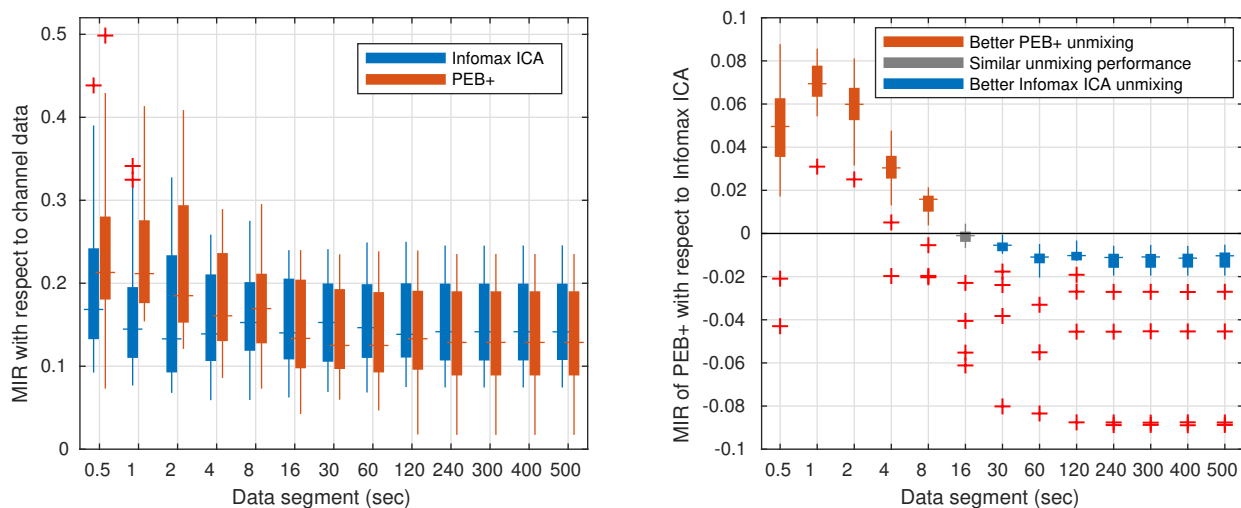 MIR with respect to channel data
0.5
0.4
0.3
0.2
0.1
0
Infomax ICA
PEB+
0.5 1 2 4 8 16 30 60 120 240 300 400 500
Data segment (sec)
MIR of PEB+ with respect to Infomax ICA
0.1
0.08
0.06
0.04
0.02
0
-0.02
-0.04
-0.06
-0.08
-0.1
Better PEB+ unmixing
Similar unmixing performance
Better Infomax ICA unmixing
0.5 1 2 4 8 16 30 60 120 240 300 400 500
Data segment (sec)